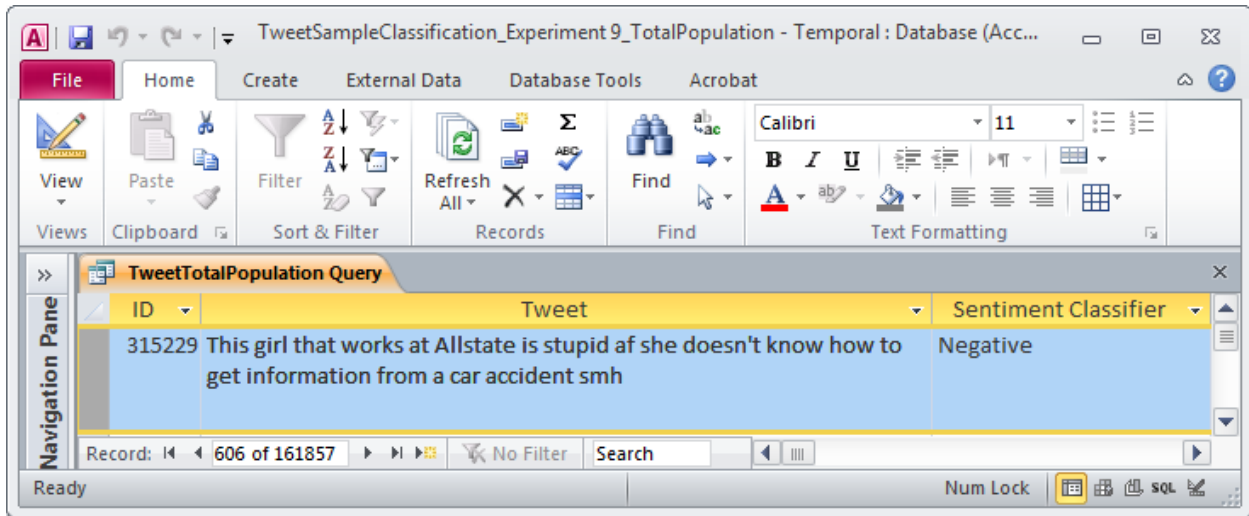 A TweetSampleClassification_Experiment 9_TotalPopulation - Temporal : Database (Acc...
File Home Create External Data Database Tools Acrobat
View Paste Filter Refresh All Find Calibri 11
B I U
Views Clipboard Sort & Filter Records Find Text Formatting
» TweetTotalPopulation Query
Navigation Pane
ID Tweet Sentiment Classifier
315229 This girl that works at Allstate is stupid af she doesn't know how to Negative
get information from a car accident smh
Record: 606 of 161857 No Filter Search
Ready Num Lock SQL